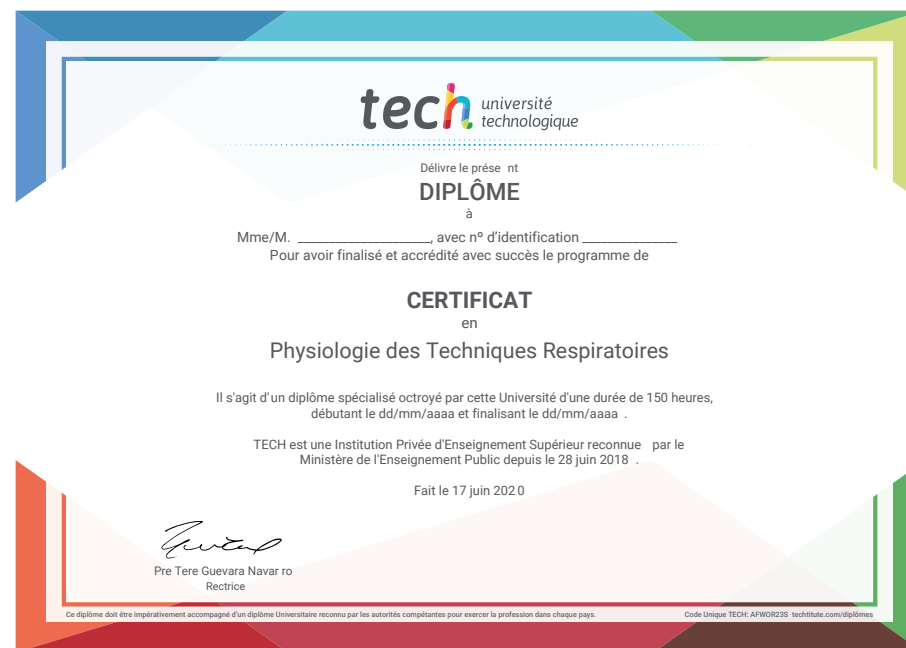 tech université
technologique
Délivre le prése nt
DIPLÔME
à
Mme/M. ____________________, avec nº d’identification ______________
Pour avoir finalisé et accrédité avec succès le programme de
CERTIFICAT
en
Physiologie des Techniques Respiratoires
Il s'agit d'un diplôme spécialisé octroyé par cette Université d'une durée de 150 heures,
débutant le dd/mm/aaaa et finalisant le dd/mm/aaaa .
TECH est une Institution Privée d'Enseignement Supérieur reconnue par le
Ministère de l'Enseignement Public depuis le 28 juin 2018 .
Fait le 17 juin 2020
Pre Tere Guevara Navar ro
Rectrice
Ce diplôme doit être impérativement accompagné d'un diplôme Universitaire reconnu par les autorités compétantes pour exercer la profession dans chaque pays.
Code Unique TECH: AFWOR23S techtitute.com/diplômes